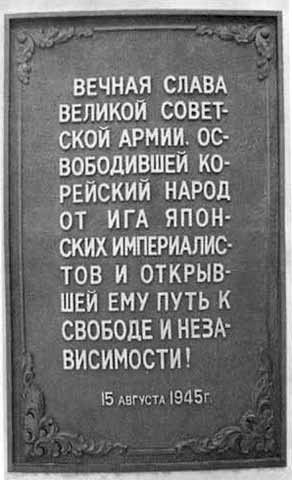 ВЕЧНАЯ СЛАВА
ВЕЛИКОЙ СОВЕТ-
СКОЙ АРМИИ, ОС-
ВОБОДИВШЕЙ КО-
РЕЙСКИЙ НАРОД
ОТ ИГА ЯПОН-
СКИХ ИМПЕРИАЛИС-
ТОВ И ОТКРЫВ-
ШЕЙ ЕМУ ПУТЬ К
СВОБОДЕ И НЕЗА-
ВИСИМОСТИ!
15 АВГУСТА 1945 г.